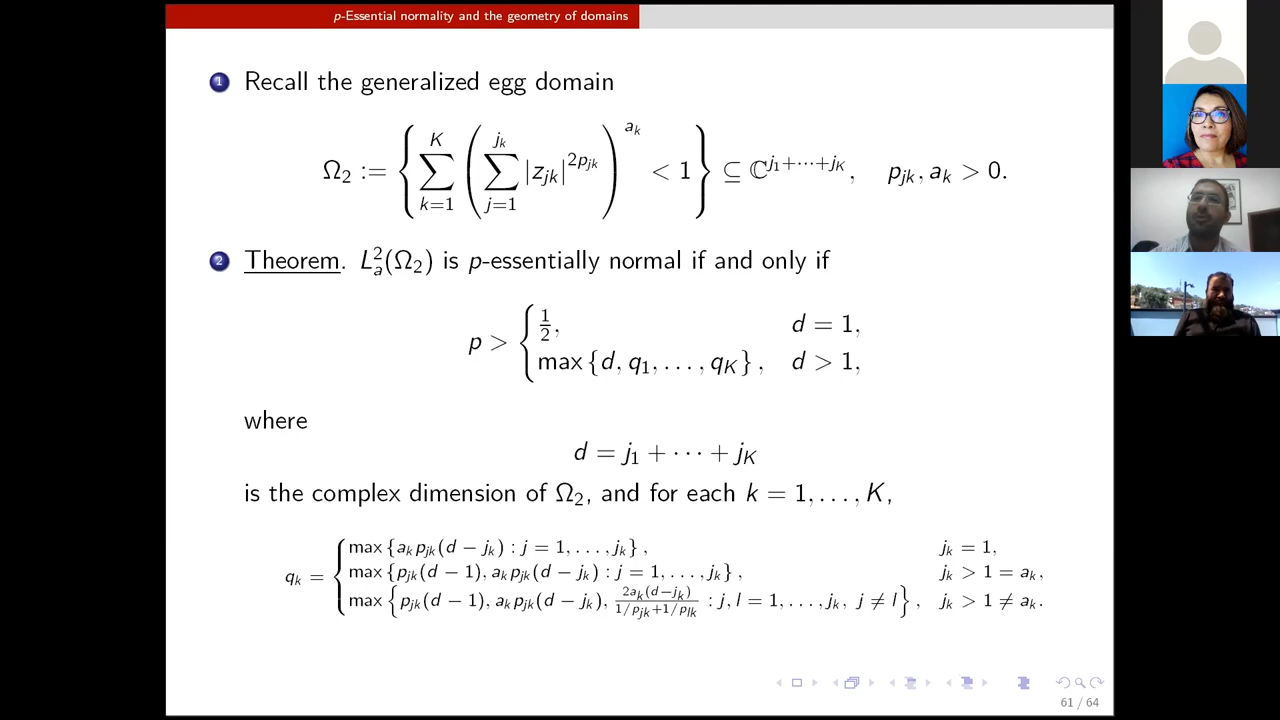 p-Essential normality and the geometry of domains
1 Recall the generalized egg domain
Ω₂ := { ∑_{k=1}^{K} ( ∑_{j=1}^{j_k} |z_{jk}|^{2p_{jk}} )^{a_k} < 1 } ⊆ ℂ^{j₁+⋯+j_K}, p_{jk}, a_k > 0.
2 Theorem. L²_a(Ω₂) is p-essentially normal if and only if
p > { 1/2, d = 1,
max {d, q₁, …, q_K}, d > 1,
where
d = j₁ + ⋯ + j_K
is the complex dimension of Ω₂, and for each k = 1, …, K,
q_k = { max {a_k p_{jk}(d − j_k) : j = 1, …, j_k}, j_k = 1,
max {p_{jk}(d − 1), a_k p_{jk}(d − j_k) : j = 1, …, j_k}, j_k > 1 = a_k,
max { p_{jk}(d − 1), a_k p_{jk}(d − j_k), 2a_k(d−j_k)/(1/p_{jk}+1/p_{lk}) : j, l = 1, …, j_k, j ≠ l }, j_k > 1 ≠ a_k.
61 / 64